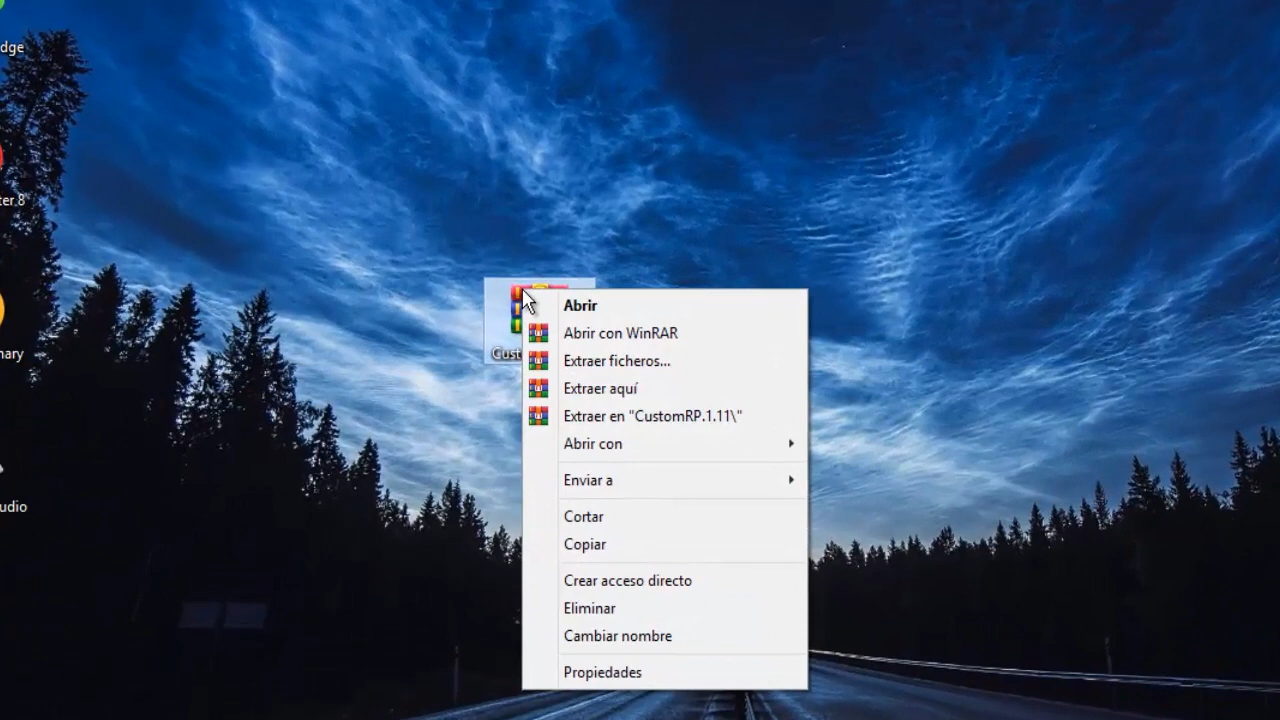 dge
ter 8
nary
udio
Cust
Abrir
Abrir con WinRAR
Extraer ficheros...
Extraer aquí
Extraer en "CustomRP.1.11\"
Abrir con
Enviar a
Cortar
Copiar
Crear acceso directo
Eliminar
Cambiar nombre
Propiedades